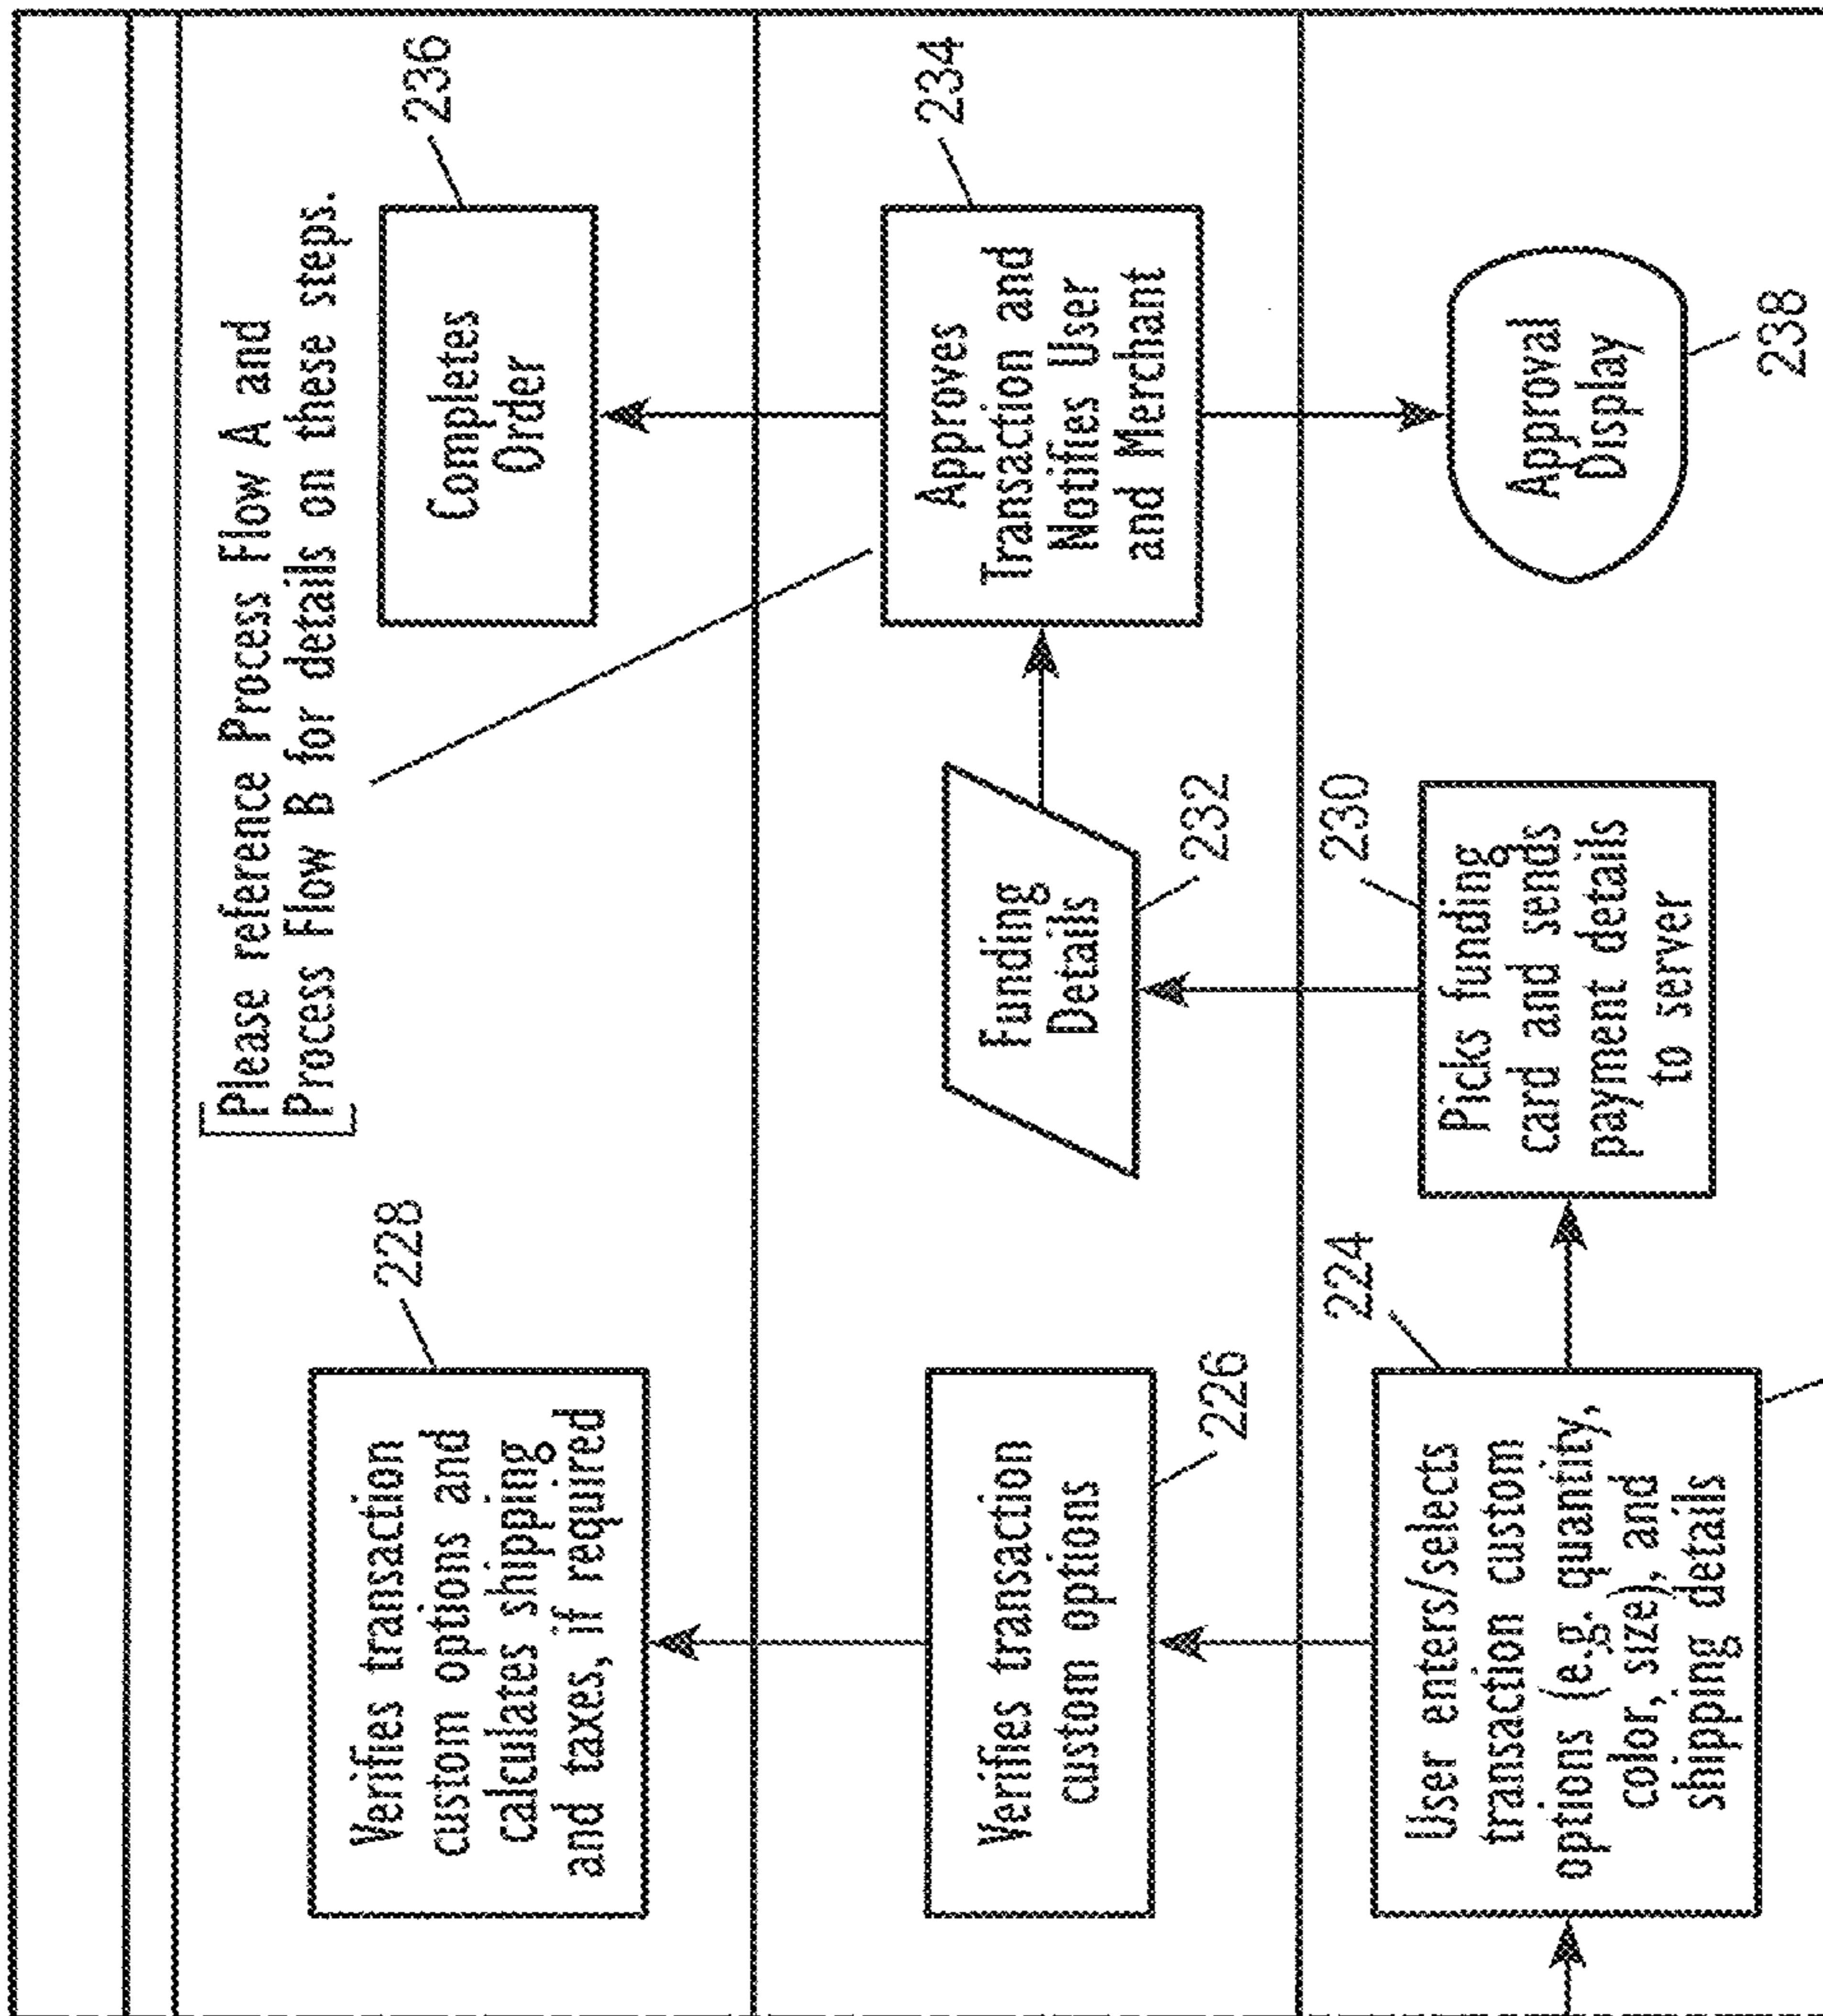 Please reference Process Flow A and
Process Flow B for details on these steps.
Verifies transaction
custom options and
calculates shipping
and taxes, if required
228
Completes
Order
236
Verifies transaction
custom options
226
Funding
Details
232
Approves
Transaction and
Notifies User
and Merchant
234
User enters/selects
transaction custom
options (e.g. quantity,
color, size), and
shipping details
224
Picks funding
card and sends
payment details
to server
230
Approval
Display
238